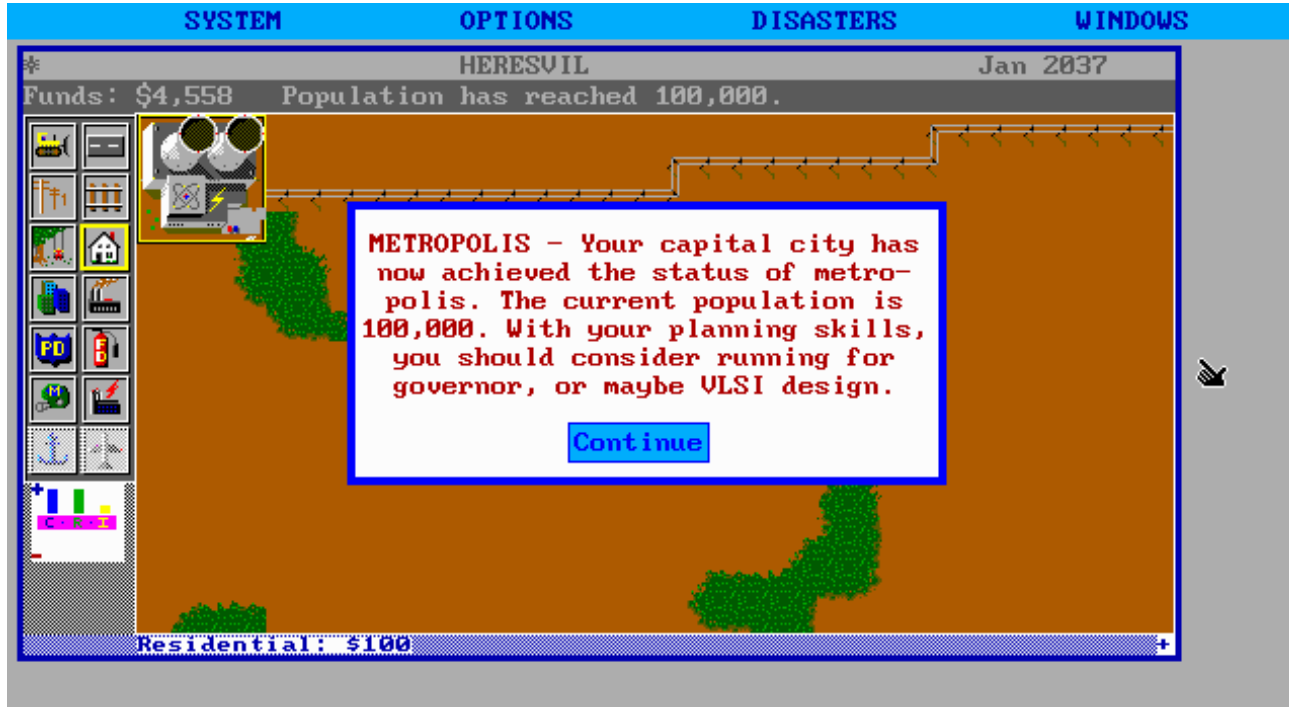 SYSTEM OPTIONS DISASTERS WINDOWS
HERESVIL Jan 2037
Funds: $4,558 Population has reached 100,000.
METROPOLIS - Your capital city has
now achieved the status of metro-
polis. The current population is
100,000. With your planning skills,
you should consider running for
governor, or maybe VLSI design.
Continue
PD
FD
M
+
C · R · I
-
Residential: $100 +